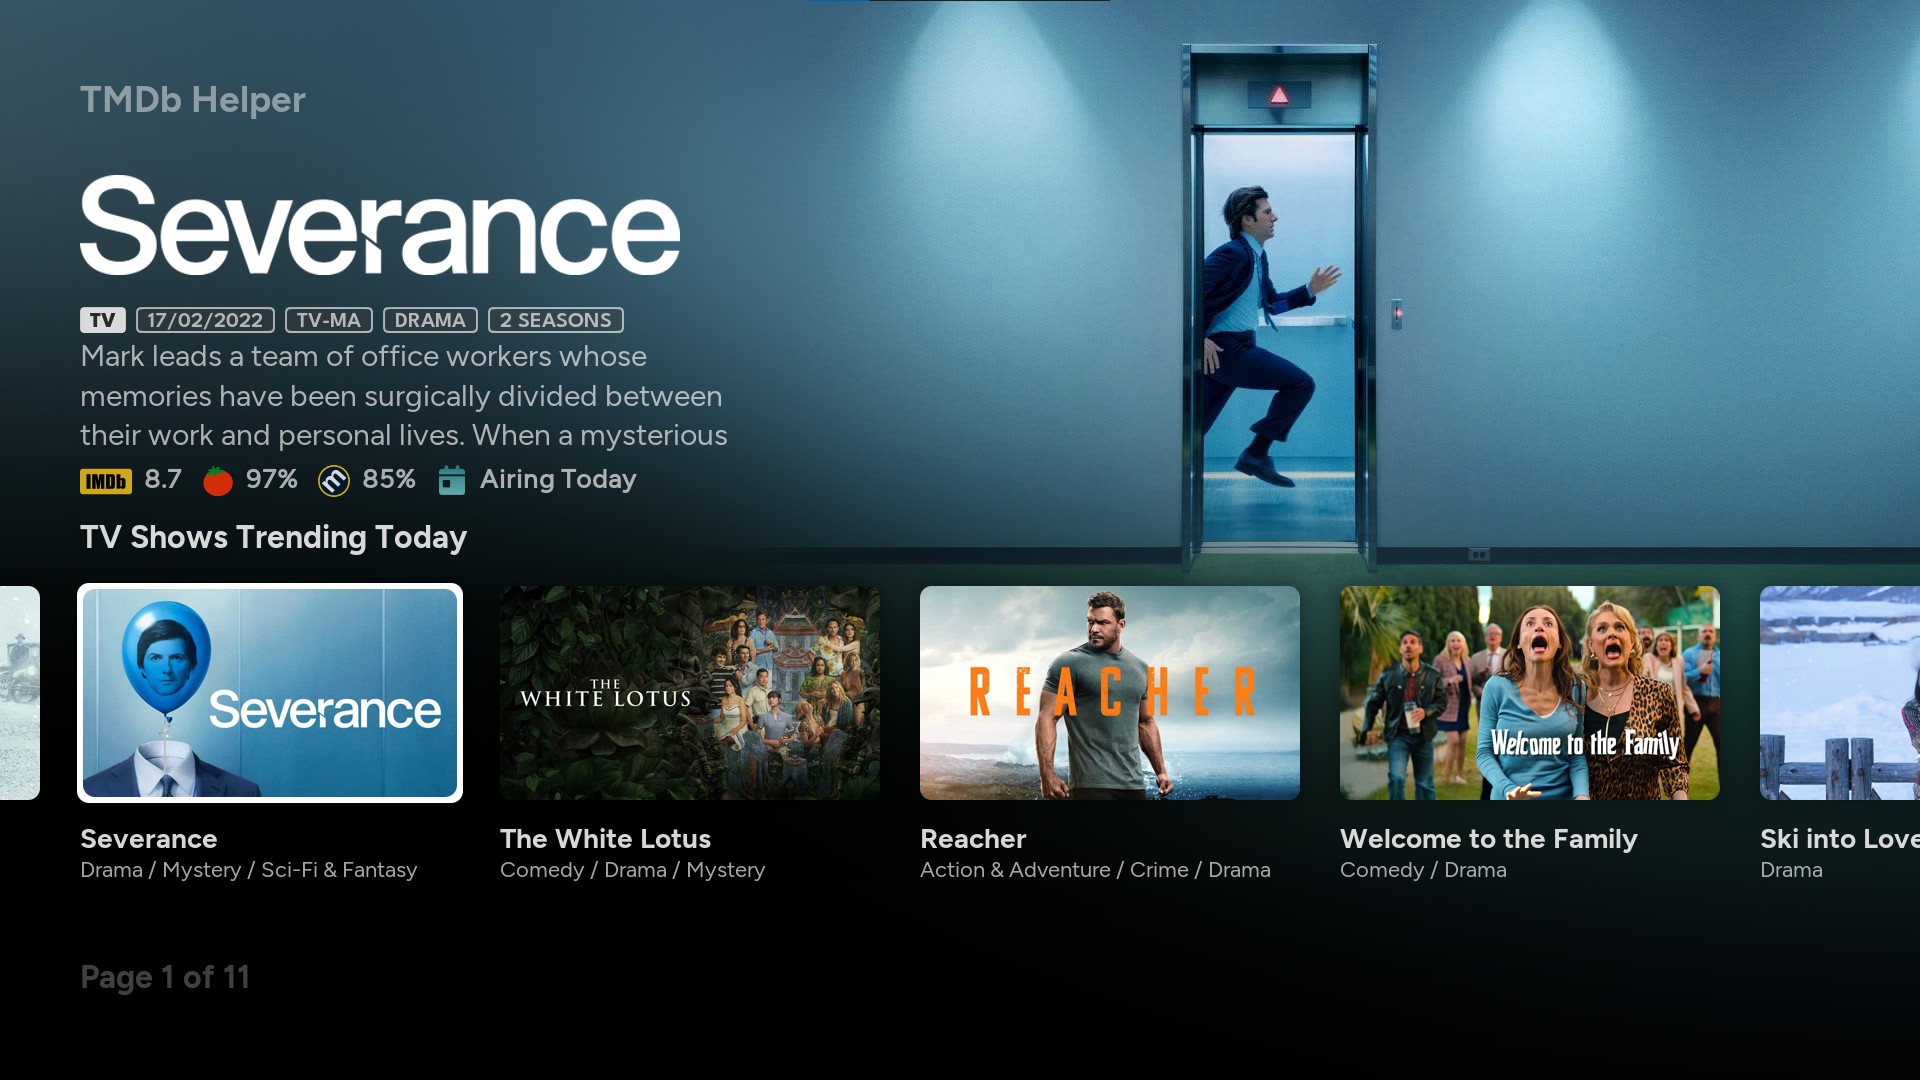 TMDb Helper
Severance
TV 17/02/2022 TV-MA DRAMA 2 SEASONS
Mark leads a team of office workers whose
memories have been surgically divided between
their work and personal lives. When a mysterious
IMDb 8.7 97% m 85% Airing Today
TV Shows Trending Today
Severance
THE
WHITE LOTUS
REACHER
Welcome to the Family
Severance
Drama / Mystery / Sci-Fi & Fantasy
The White Lotus
Comedy / Drama / Mystery
Reacher
Action & Adventure / Crime / Drama
Welcome to the Family
Comedy / Drama
Ski into Love
Drama
Page 1 of 11